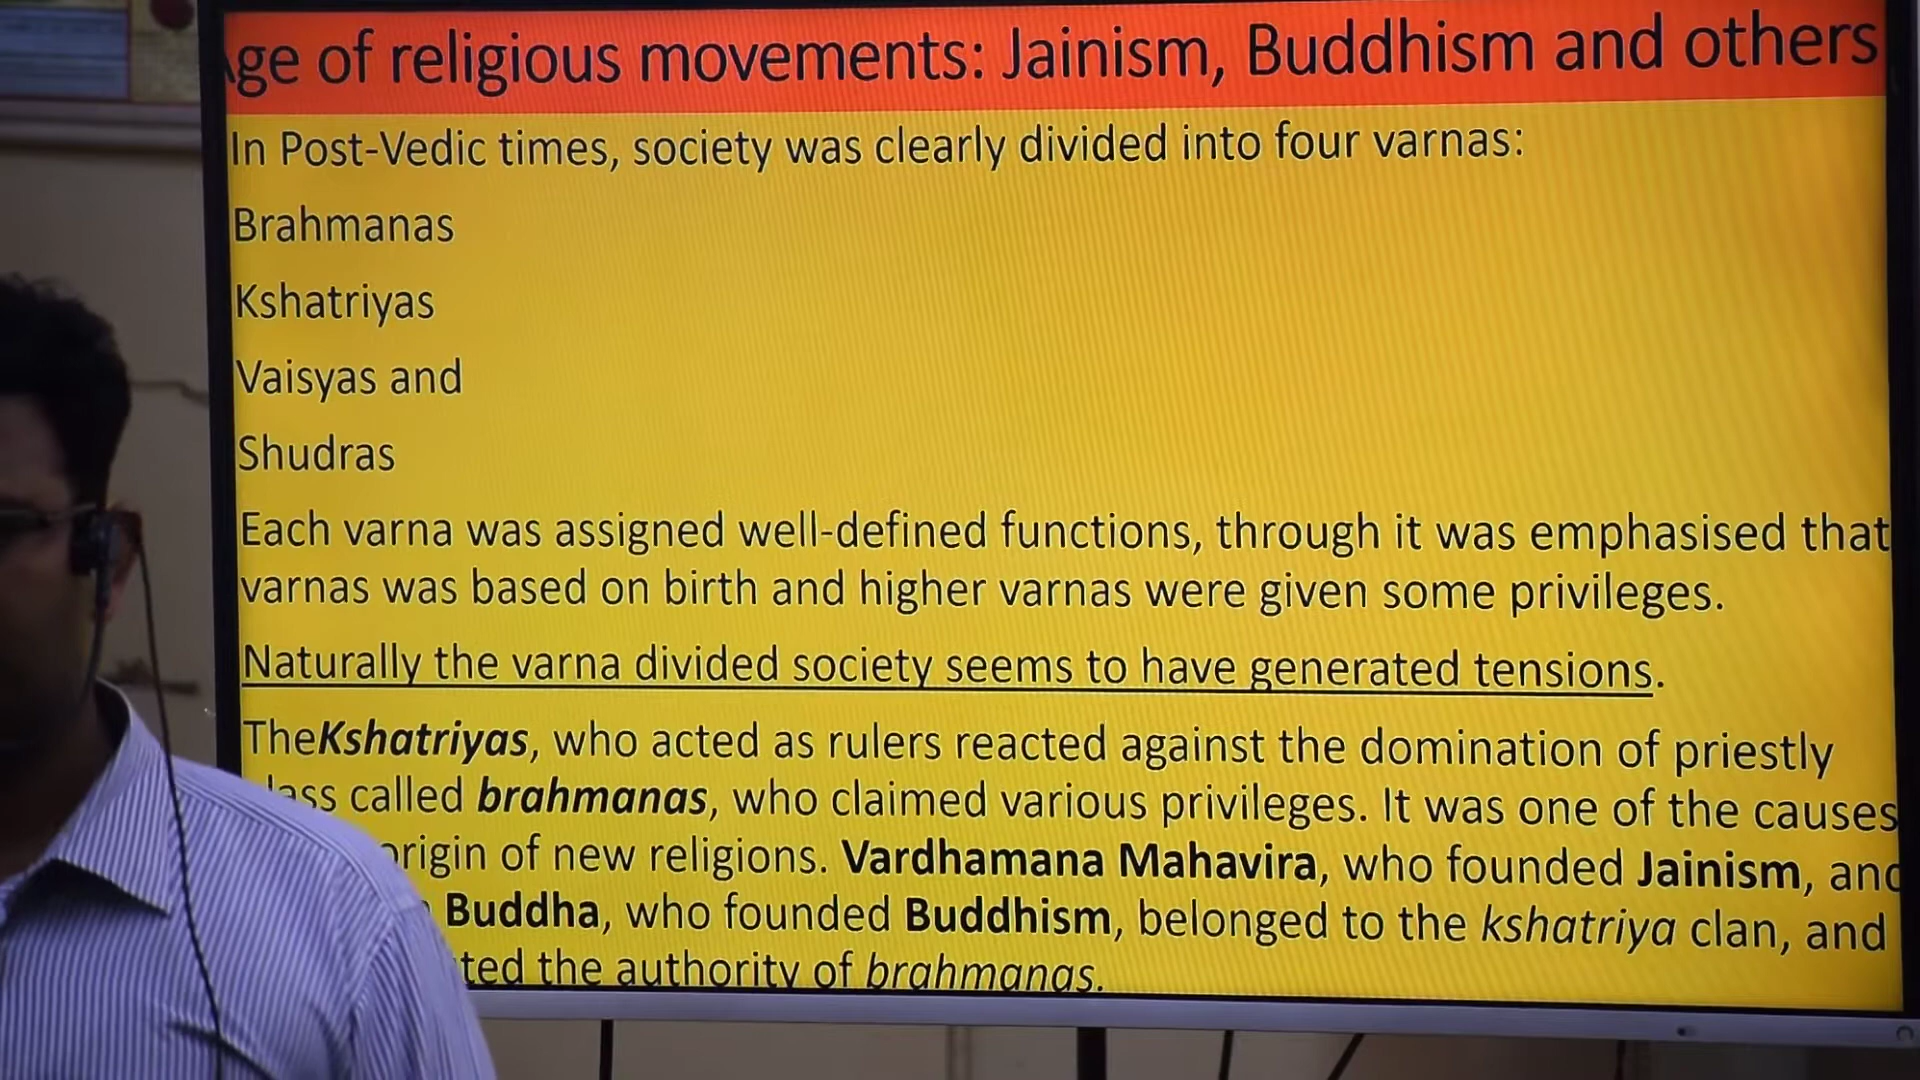 ge of religious movements: Jainism, Buddhism and others
In Post-Vedic times, society was clearly divided into four varnas:
Brahmanas
Kshatriyas
Vaisyas and
Shudras
Each varna was assigned well-defined functions, through it was emphasised that
varnas was based on birth and higher varnas were given some privileges.
Naturally the varna divided society seems to have generated tensions.
TheKshatriyas, who acted as rulers reacted against the domination of priestly
lass called brahmanas, who claimed various privileges. It was one of the causes
origin of new religions. Vardhamana Mahavira, who founded Jainism, and
Buddha, who founded Buddhism, belonged to the kshatriya clan, and
ted the authority of brahmanas.